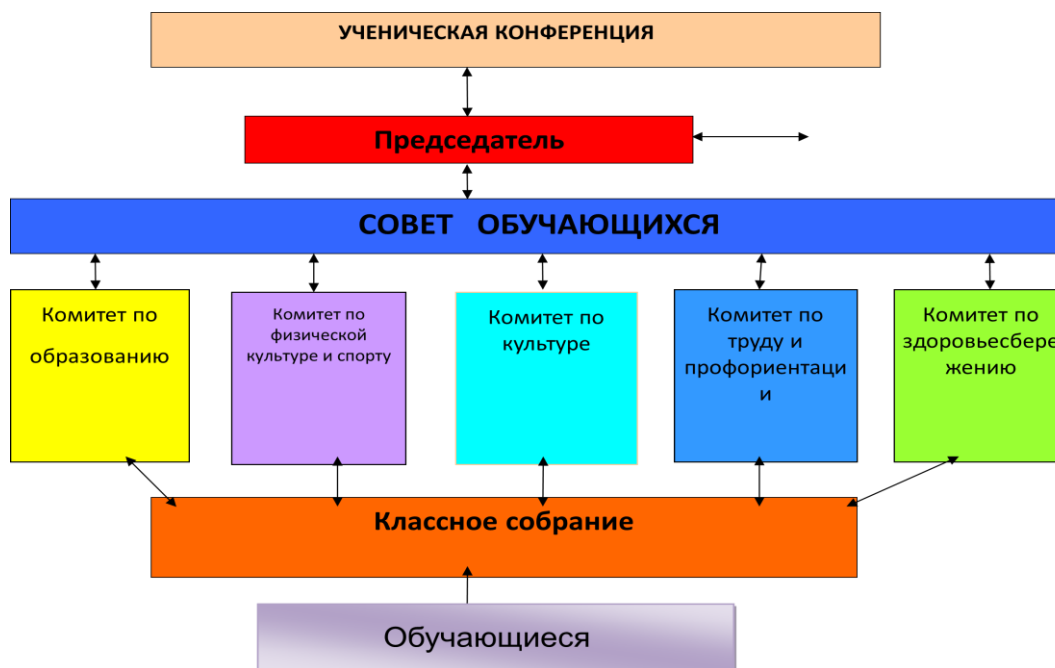 УЧЕНИЧЕСКАЯ КОНФЕРЕНЦИЯ
Председатель
СОВЕТ ОБУЧАЮЩИХСЯ
Комитет по
образованию
Комитет по
физической
культуре и спорту
Комитет по
культуре
Комитет по
труду и
профориентаци
и
Комитет по
здоровьесбере
жению
Классное собрание
Обучающиеся